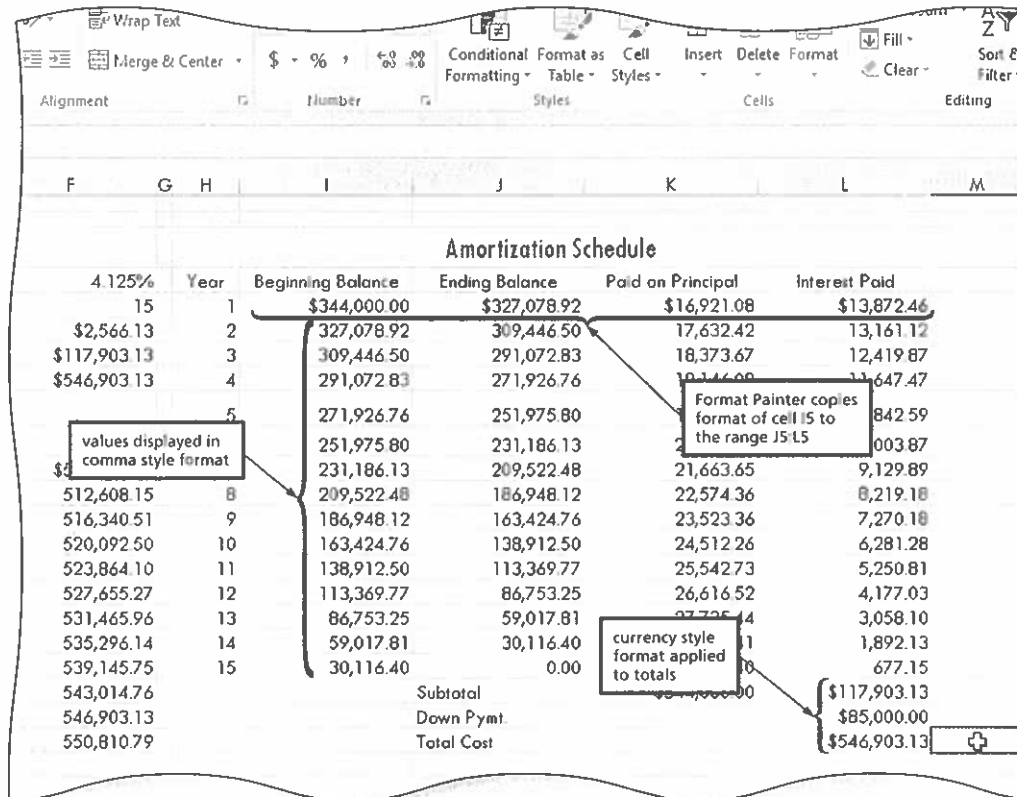 Wrap Text
Merge & Center $ % , Conditional Format as Cell Insert Delete Format Fill Sort &
Formatting Table Styles Clear Filter
Alignment Number Styles Cells Editing
F G H I J K L M
Amortization Schedule
4.125% Year Beginning Balance Ending Balance Paid on Principal Interest Paid
15 1 $344,000.00 $327,078.92 $16,921.08 $13,872.46
$2,566.13 2 327,078.92 309,446.50 17,632.42 13,161.12
$117,903.13 3 309,446.50 291,072.83 18,373.67 12,419.87
$546,903.13 4 291,072.83 271,926.76
5 271,926.76 251,975.80 842.59
251,975.80 231,186.13 003.87
231,186.13 209,522.48 21,663.65 9,129.89
512,608.15 8 209,522.48 186,948.12 22,574.36 8,219.18
516,340.51 9 186,948.12 163,424.76 23,523.36 7,270.18
520,092.50 10 163,424.76 138,912.50 24,512.26 6,281.28
523,864.10 11 138,912.50 113,369.77 25,542.73 5,250.81
527,655.27 12 113,369.77 86,753.25 26,616.52 4,177.03
531,465.96 13 86,753.25 59,017.81 3,058.10
535,296.14 14 59,017.81 30,116.40 1,892.13
539,145.75 15 30,116.40 0.00 677.15
543,014.76 Subtotal $117,903.13
546,903.13 Down Pymt. $85,000.00
550,810.79 Total Cost $546,903.13
values displayed in
comma style format
Format Painter copies
format of cell I5 to
the range J5:L5
currency style
format applied
to totals